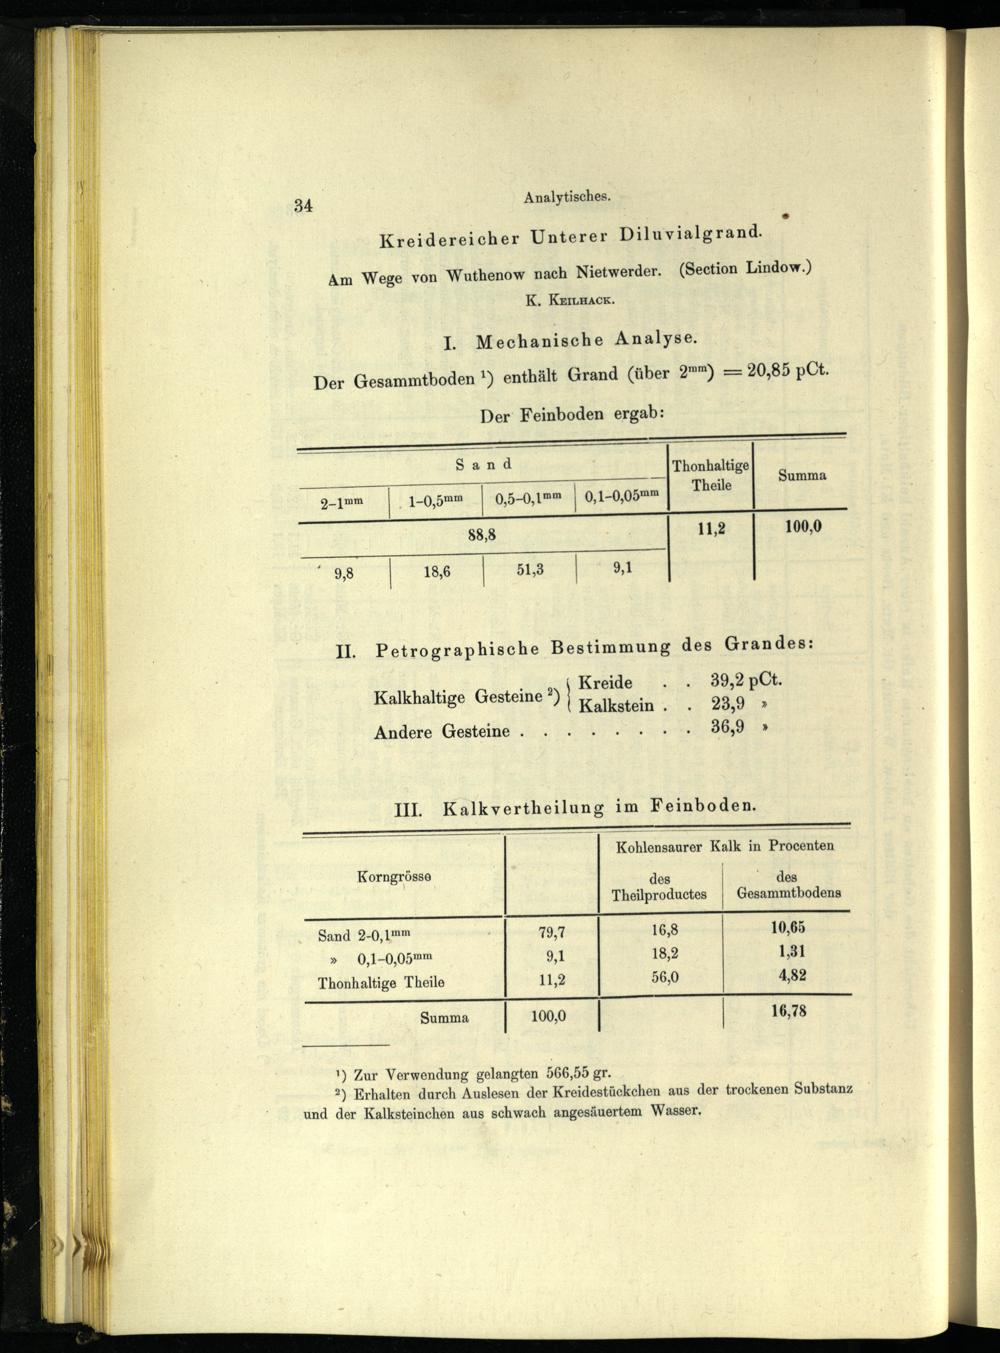 34
Analytisches.
Kreidereicher Unterer Diluvialgrand.
Am Wege von Wuthenow nach Nietwerder. (Section Lindow.)
K. KEILHACK.
I. Mechanische Analyse.
Der Gesammtboden ¹) enthält Grand (über 2ᵐᵐ) = 20,85 pCt.
Der Feinboden ergab:
Sand Thonhaltige Theile Summa
2-1ᵐᵐ 1-0,5ᵐᵐ 0,5-0,1ᵐᵐ 0,1-0,05ᵐᵐ
88,8 11,2 100,0
9,8 18,6 51,3 9,1
II. Petrographische Bestimmung des Grandes:
Kalkhaltige Gesteine ²) { Kreide . . 39,2 pCt.
Kalkstein . . 23,9 »
Andere Gesteine . . . . . . . . 36,9 »
III. Kalkvertheilung im Feinboden.
Kohlensaurer Kalk in Procenten
Korngrösse des Theilproductes des Gesammtbodens
Sand 2-0,1ᵐᵐ 79,7 16,8 10,65
» 0,1-0,05ᵐᵐ 9,1 18,2 1,31
Thonhaltige Theile 11,2 56,0 4,82
Summa 100,0 16,78
¹) Zur Verwendung gelangten 566,55 gr.
²) Erhalten durch Auslesen der Kreidestückchen aus der trockenen Substanz
und der Kalksteinchen aus schwach angesäuertem Wasser.